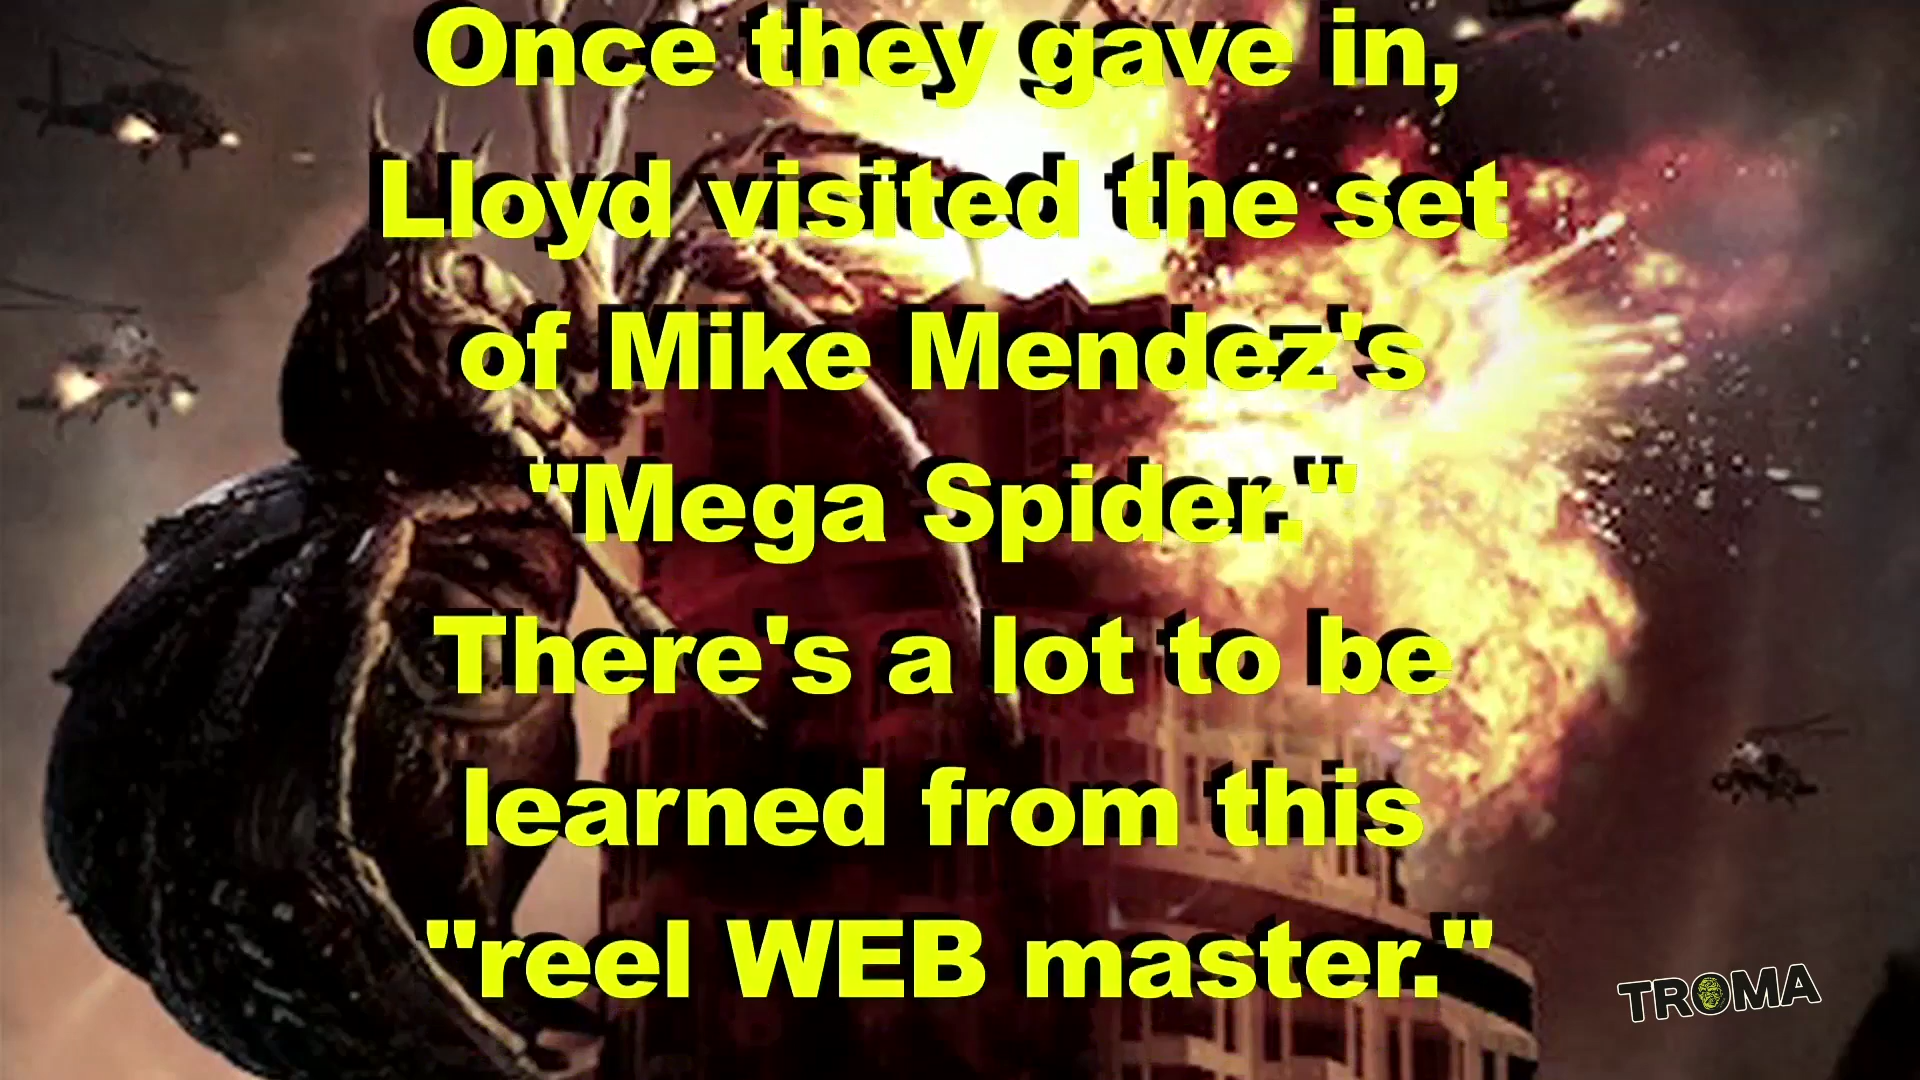 Once they gave in,
Lloyd visited the set
of Mike Mendez's
"Mega Spider."
There's a lot to be
learned from this
"reel WEB master."
TROMA